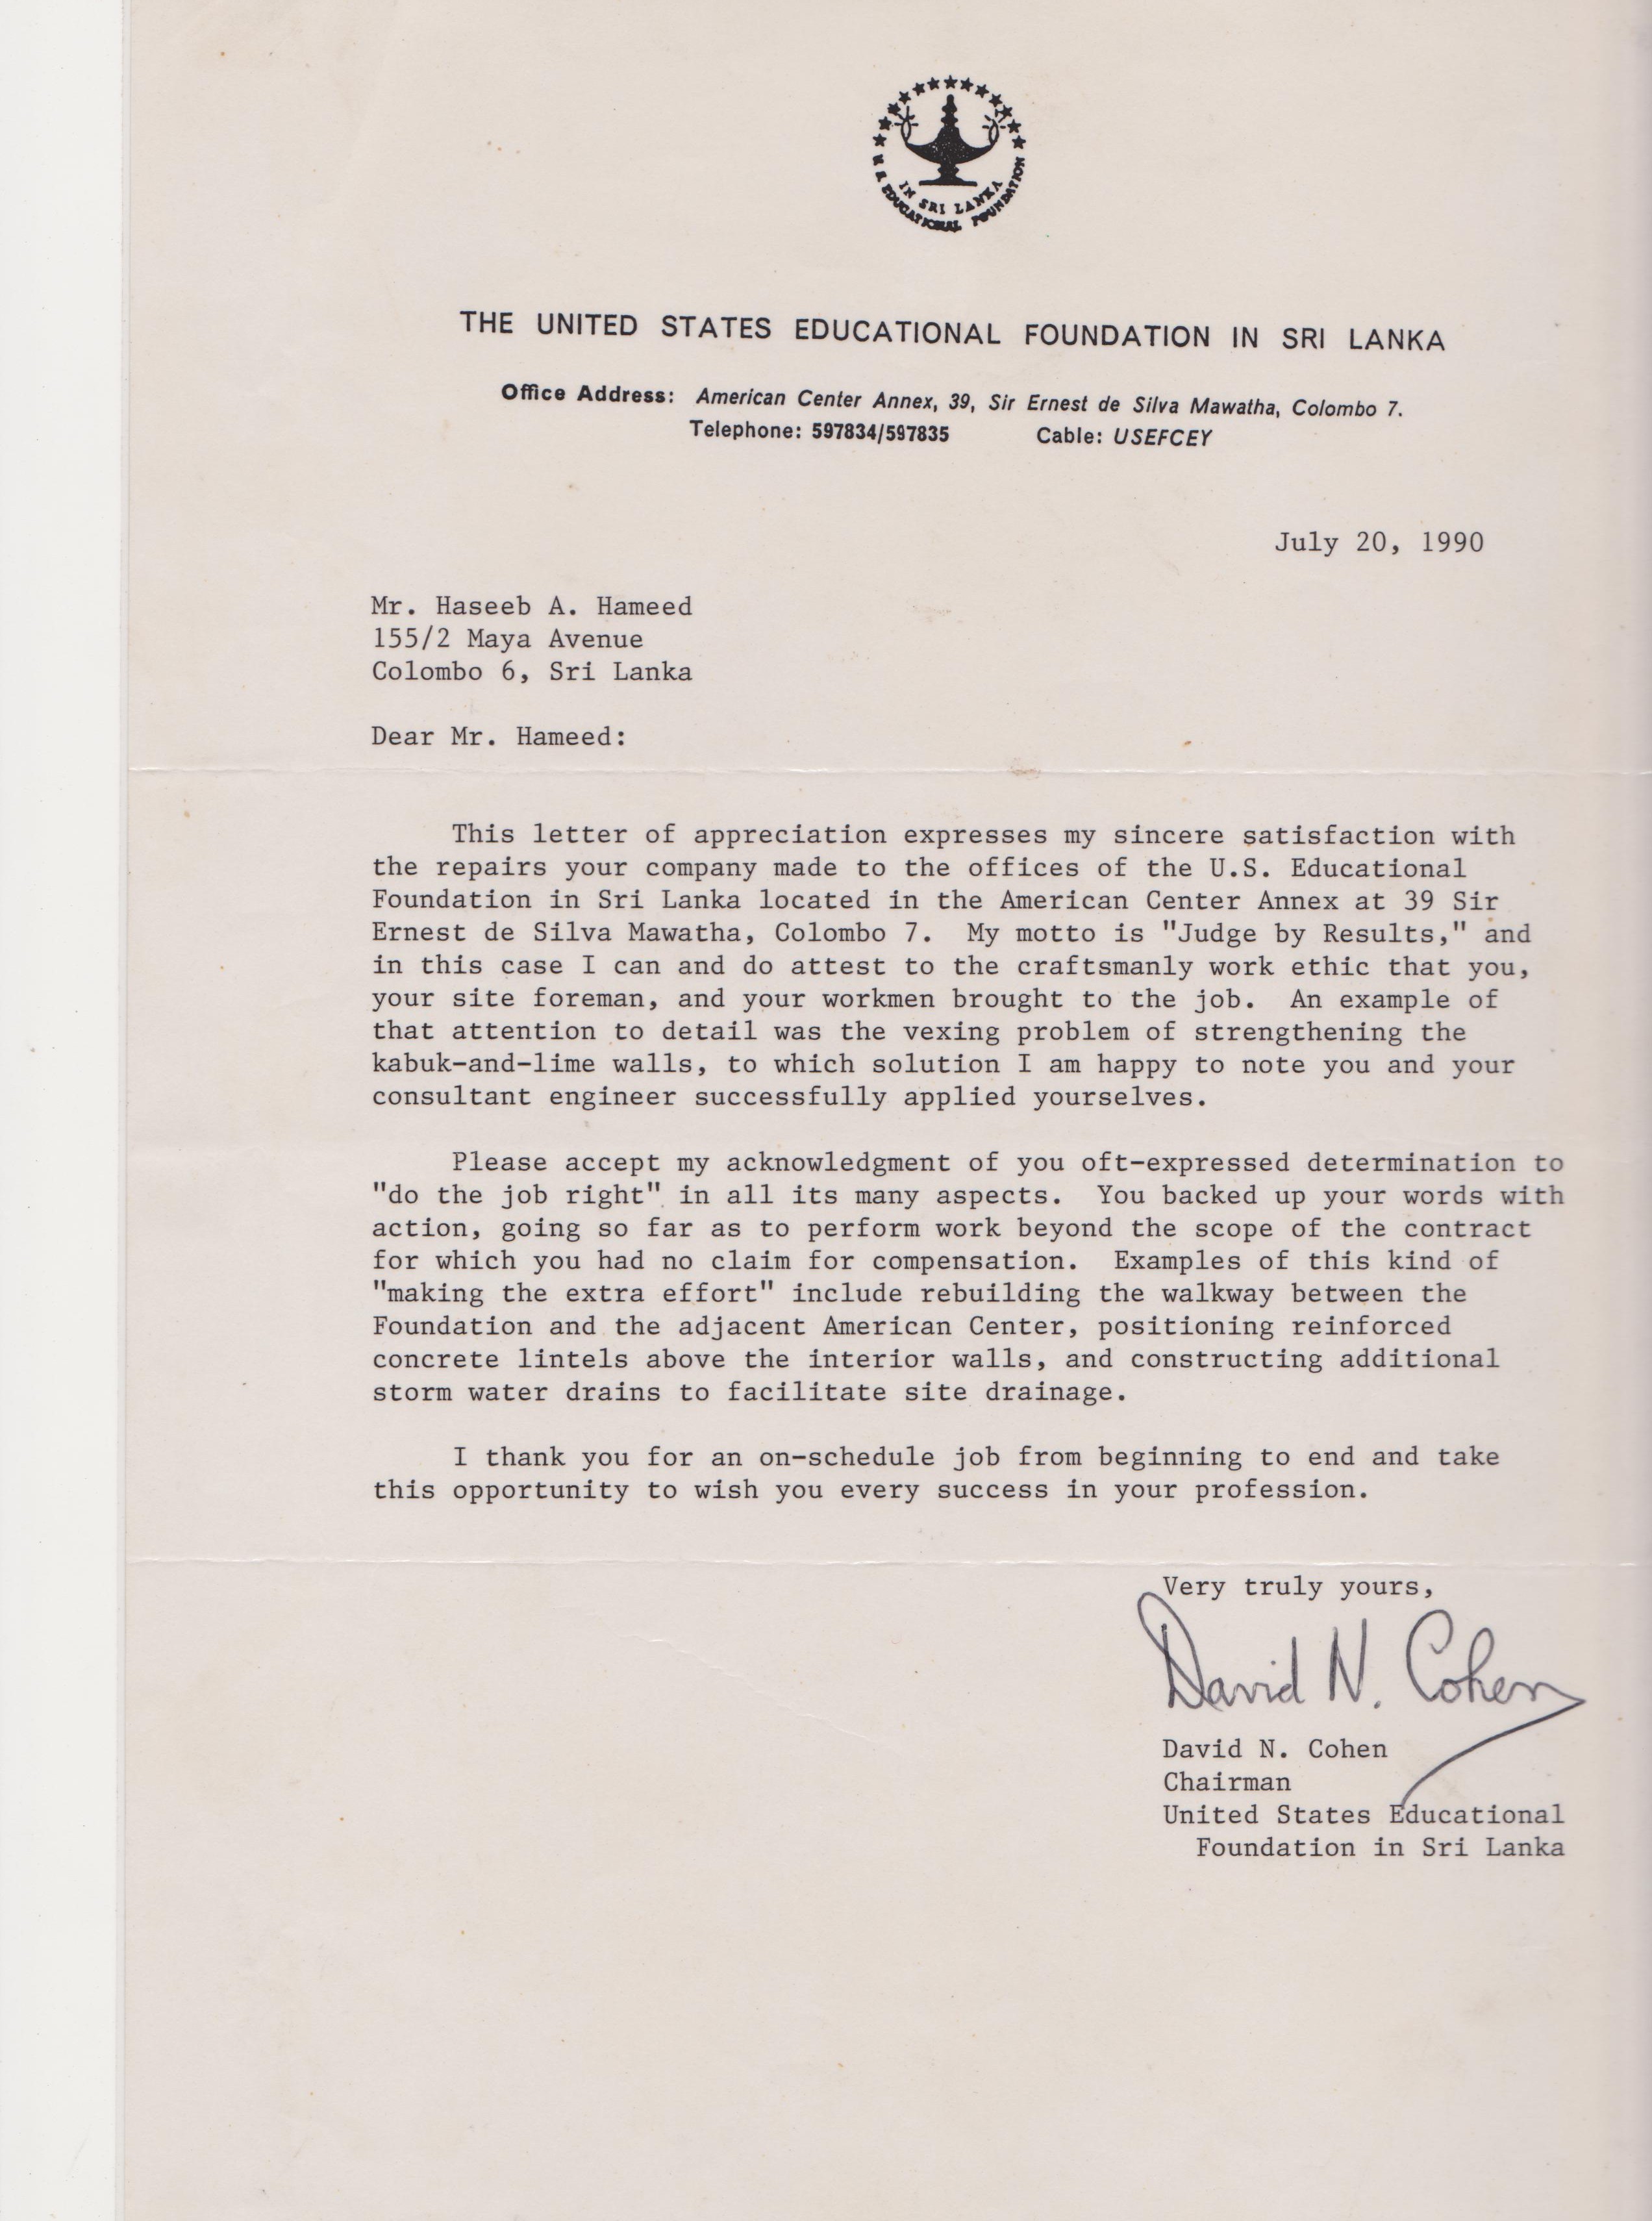 IN SRI LANKA
EDUCATIONAL FOUNDATION
THE UNITED STATES EDUCATIONAL FOUNDATION IN SRI LANKA
Office Address: American Center Annex, 39, Sir Ernest de Silva Mawatha, Colombo 7.
Telephone: 597834/597835 Cable: USEFCEY
July 20, 1990
Mr. Haseeb A. Hameed
155/2 Maya Avenue
Colombo 6, Sri Lanka
Dear Mr. Hameed:
This letter of appreciation expresses my sincere satisfaction with
the repairs your company made to the offices of the U.S. Educational
Foundation in Sri Lanka located in the American Center Annex at 39 Sir
Ernest de Silva Mawatha, Colombo 7. My motto is "Judge by Results," and
in this case I can and do attest to the craftsmanly work ethic that you,
your site foreman, and your workmen brought to the job. An example of
that attention to detail was the vexing problem of strengthening the
kabuk-and-lime walls, to which solution I am happy to note you and your
consultant engineer successfully applied yourselves.
Please accept my acknowledgment of you oft-expressed determination to
"do the job right" in all its many aspects. You backed up your words with
action, going so far as to perform work beyond the scope of the contract
for which you had no claim for compensation. Examples of this kind of
"making the extra effort" include rebuilding the walkway between the
Foundation and the adjacent American Center, positioning reinforced
concrete lintels above the interior walls, and constructing additional
storm water drains to facilitate site drainage.
I thank you for an on-schedule job from beginning to end and take
this opportunity to wish you every success in your profession.
Very truly yours,
David N. Cohen
David N. Cohen
Chairman
United States Educational
Foundation in Sri Lanka